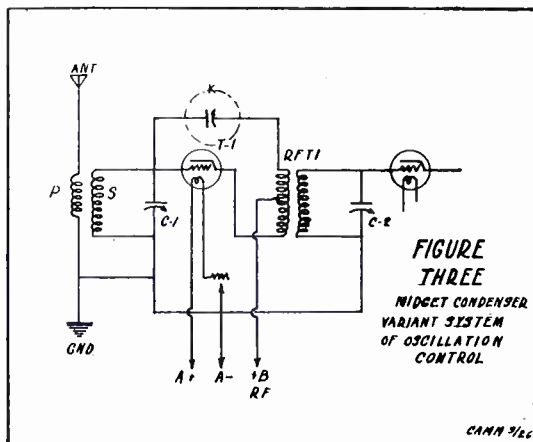 ANT
K
T-1
RFT1
P
S
C-1
C-2
FIGURE
THREE
MIDGET CONDENSER
VARIANT SYSTEM
OF OSCILLATION
CONTROL
GND.
A+
A-
+B
RF
CAMM 3/26